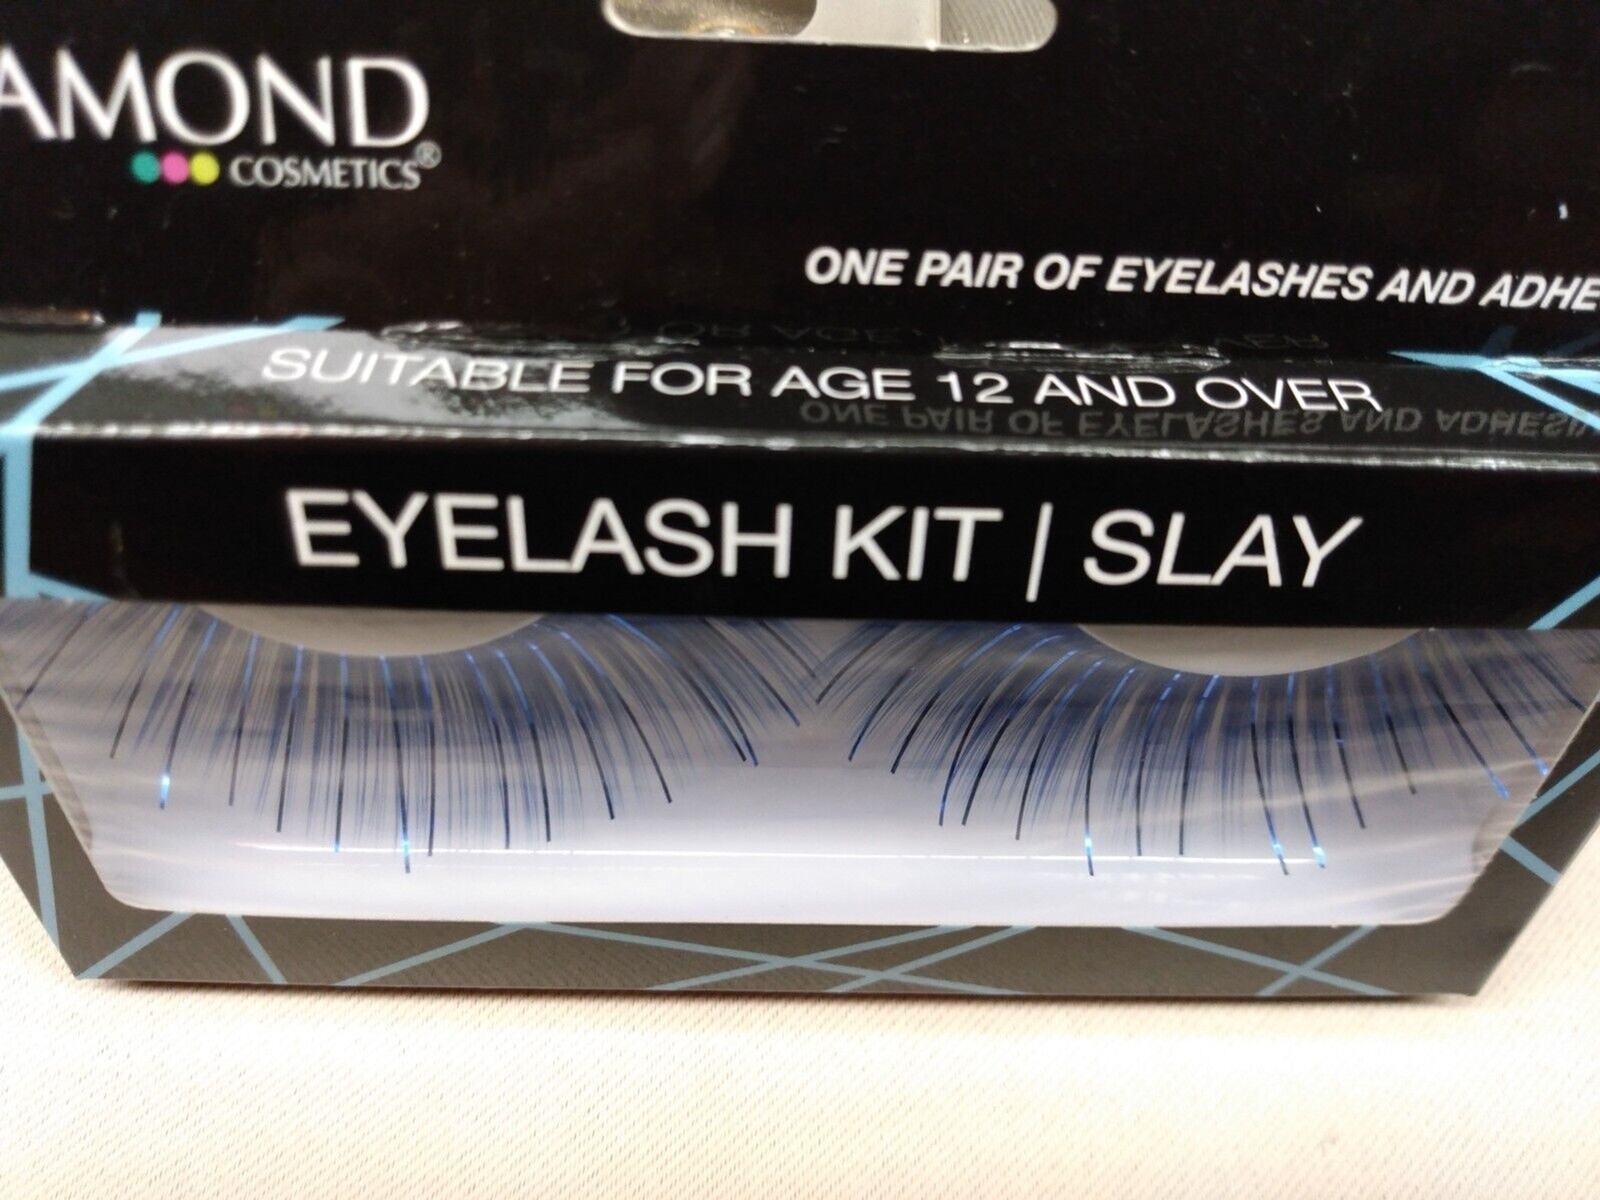 AMOND
COSMETICS®
ONE PAIR OF EYELASHES AND ADHE
SUITABLE FOR AGE 12 AND OVER
EYELASH KIT | SLAY